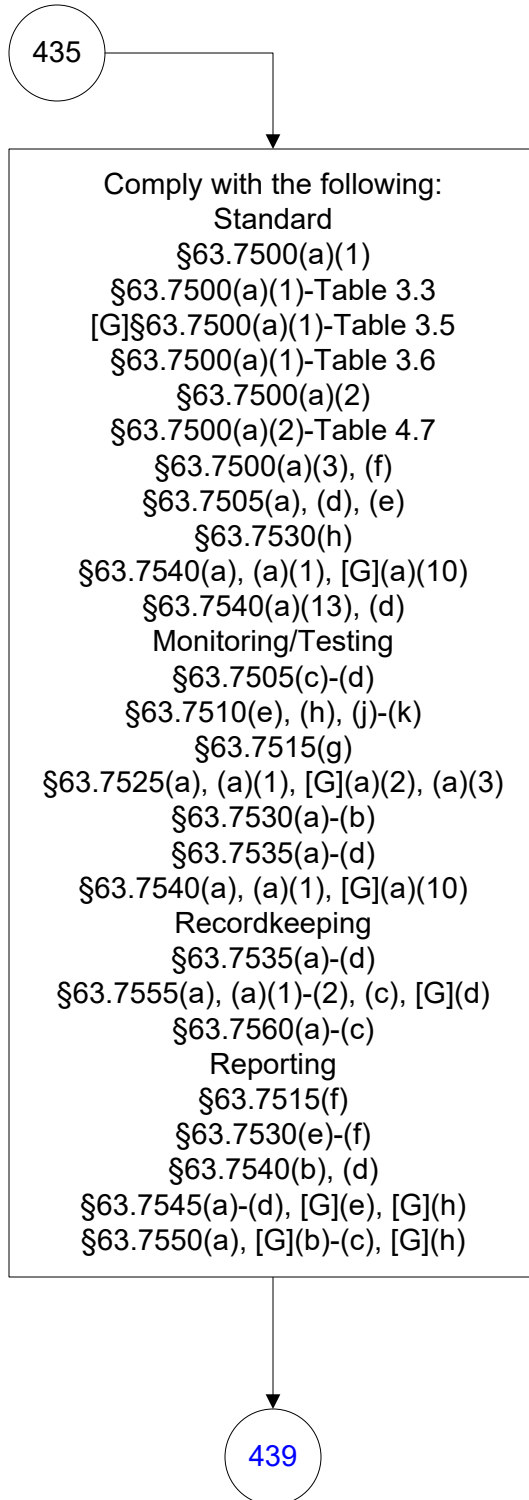 435
Comply with the following:
Standard
§63.7500(a)(1)
§63.7500(a)(1)-Table 3.3
[G]§63.7500(a)(1)-Table 3.5
§63.7500(a)(1)-Table 3.6
§63.7500(a)(2)
§63.7500(a)(2)-Table 4.7
§63.7500(a)(3), (f)
§63.7505(a), (d), (e)
§63.7530(h)
§63.7540(a), (a)(1), [G](a)(10)
§63.7540(a)(13), (d)
Monitoring/Testing
§63.7505(c)-(d)
§63.7510(e), (h), (j)-(k)
§63.7515(g)
§63.7525(a), (a)(1), [G](a)(2), (a)(3)
§63.7530(a)-(b)
§63.7535(a)-(d)
§63.7540(a), (a)(1), [G](a)(10)
Recordkeeping
§63.7535(a)-(d)
§63.7555(a), (a)(1)-(2), (c), [G](d)
§63.7560(a)-(c)
Reporting
§63.7515(f)
§63.7530(e)-(f)
§63.7540(b), (d)
§63.7545(a)-(d), [G](e), [G](h)
§63.7550(a), [G](b)-(c), [G](h)
439